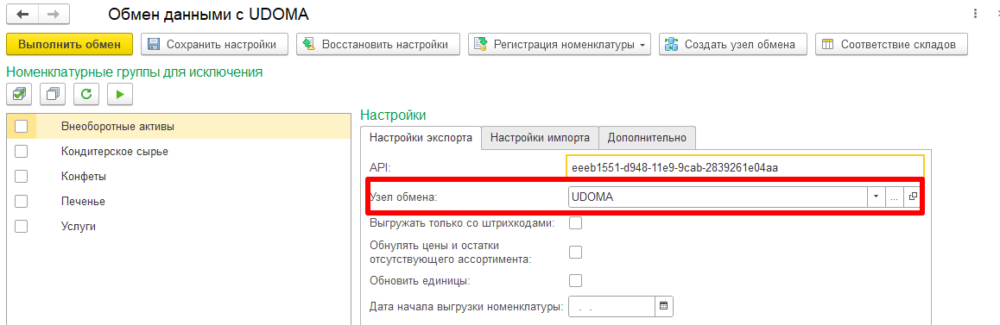 Обмен данными с UDOMA
Выполнить обмен
Сохранить настройки
Восстановить настройки
Регистрация номенклатуры
Создать узел обмена
Соответствие складов
Номенклатурные группы для исключения
Внеоборотные активы
Кондитерское сырье
Конфеты
Печенье
Услуги
Настройки
Настройки экспорта
Настройки импорта
Дополнительно
API:
eeeb1551-d948-11e9-9cab-2839261e04aa
Узел обмена:
UDOMA
...
Выгружать только со штрихкодами:
Обнулять цены и остатки
отсутствующего ассортимента:
Обновить единицы:
Дата начала выгрузки номенклатуры:
. .